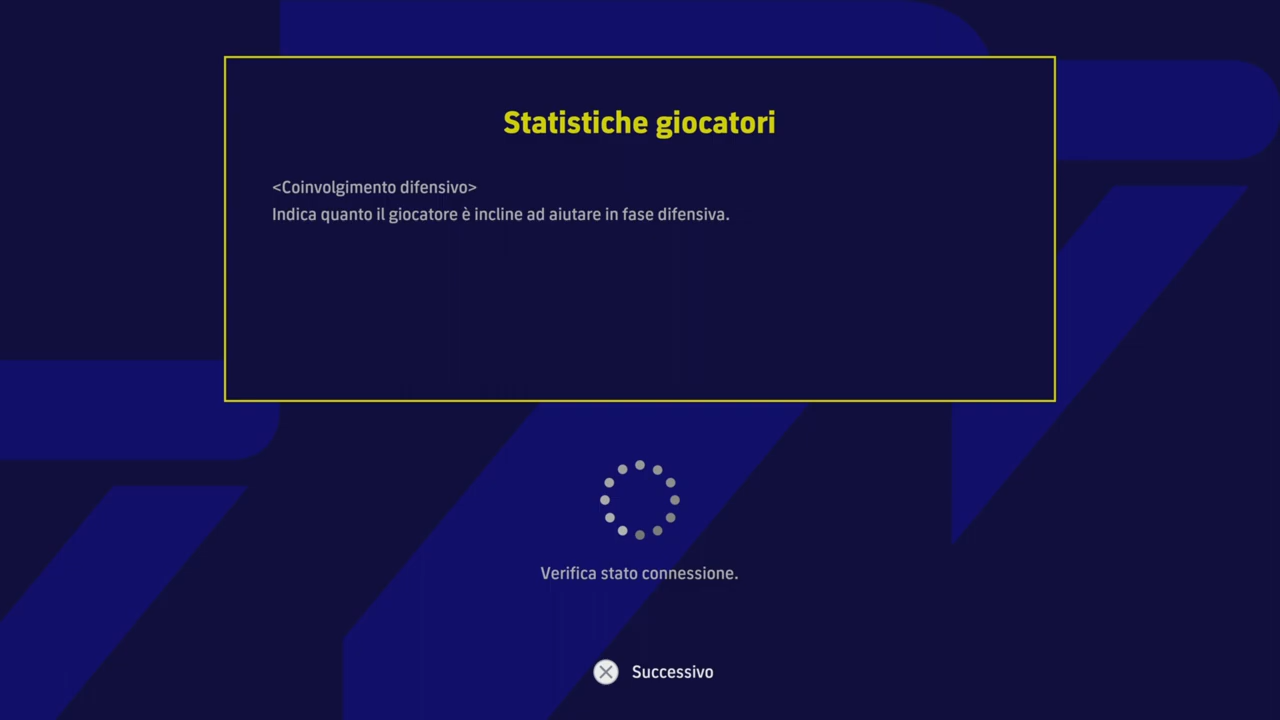 Statistiche giocatori
<Coinvolgimento difensivo>
Indica quanto il giocatore è incline ad aiutare in fase difensiva.
Verifica stato connessione.
Successivo